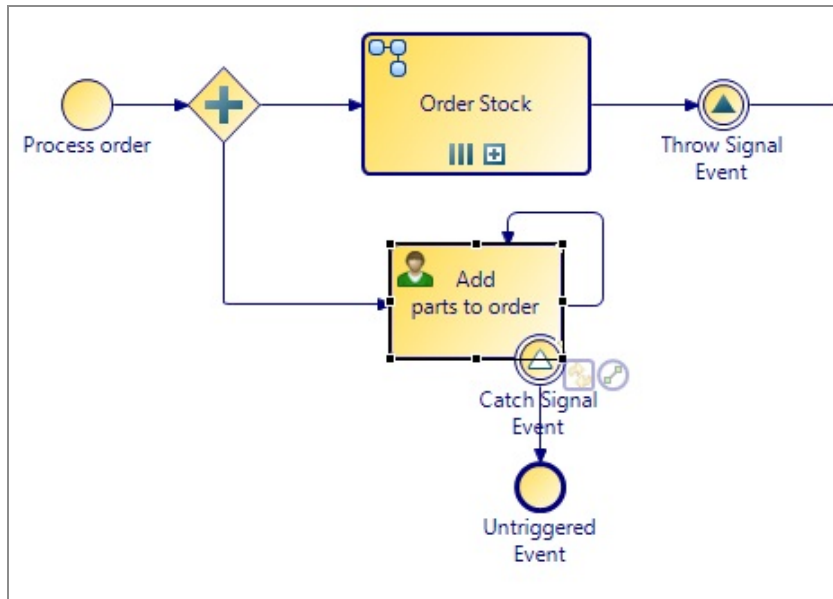 Process order
Order Stock
Throw Signal
Event
Add
parts to order
Catch Signal
Event
Untriggered
Event